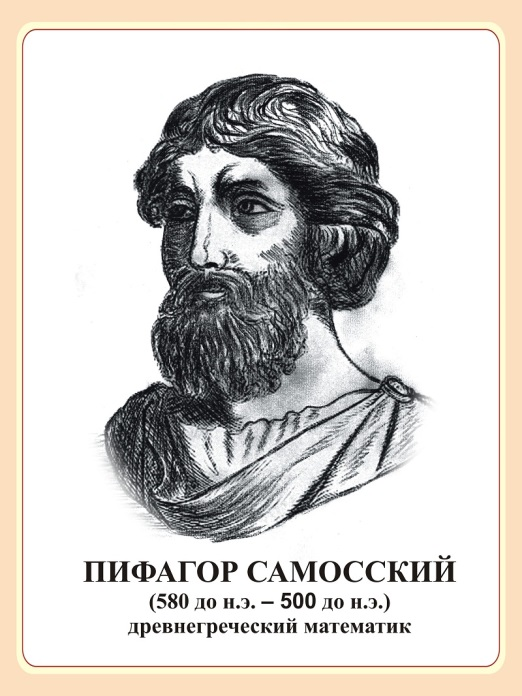 ПИФАГОР САМОССКИЙ
(580 до н.э. – 500 до н.э.)
древнегреческий математик